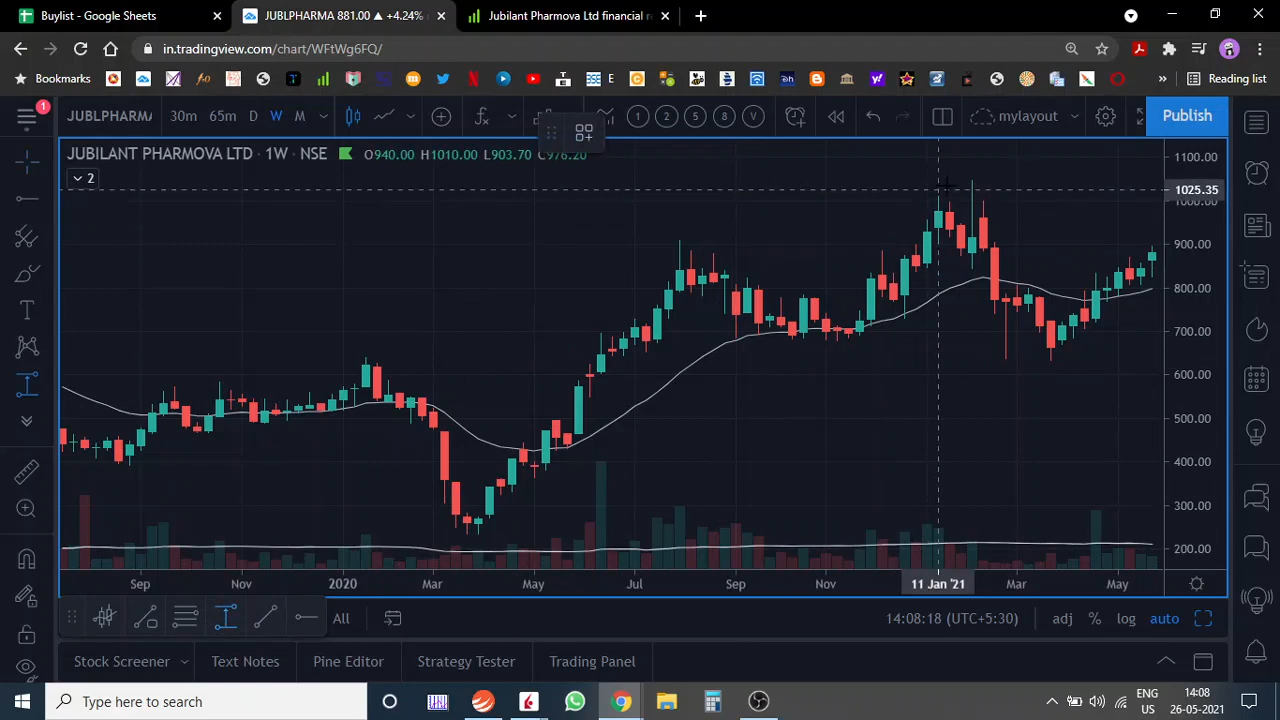 Buylist - Google Sheets
JUBLPHARMA 881.00 ▲ +4.24%
Jubilant Pharmova Ltd financial
in.tradingview.com/chart/WFtWg6FQ/
Bookmarks
E
Reading list
1
JUBLPHARMA
30m
65m
D
W
M
1
2
5
8
V
mylayout
Publish
JUBILANT PHARMOVA LTD · 1W · NSE
O940.00 H1010.00 L903.70 C976.20
2
1100.00
1025.35
1000.00
900.00
800.00
700.00
600.00
500.00
400.00
300.00
200.00
Sep
Nov
2020
Mar
May
Jul
Sep
Nov
11 Jan '21
Mar
May
All
14:08:18 (UTC+5:30)
adj
%
log
auto
Stock Screener
Text Notes
Pine Editor
Strategy Tester
Trading Panel
Type here to search
ENG
US
14:08
26-05-2021